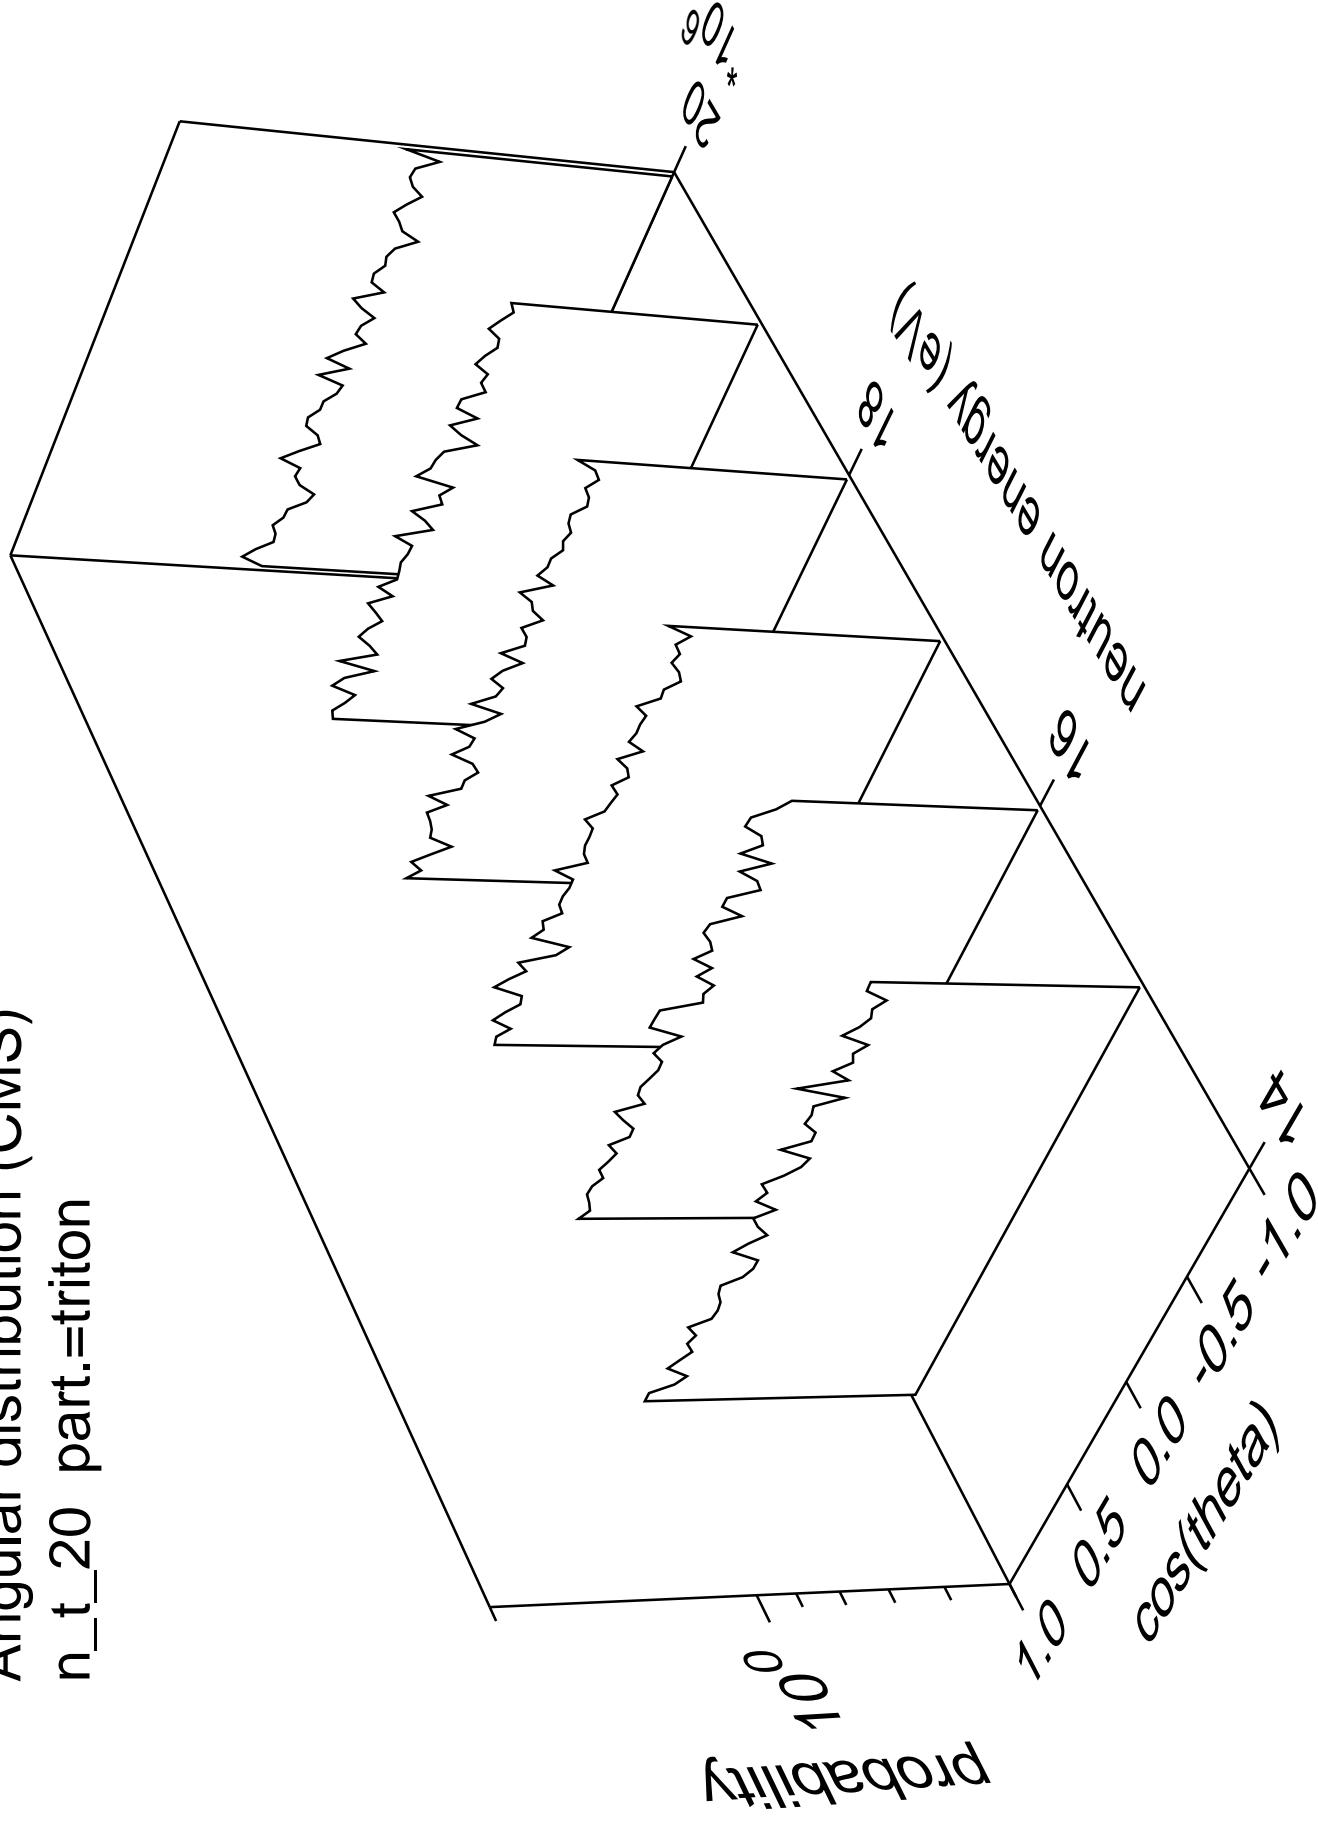 Angular distribution (CMS)
n_t_20 part.=triton
probability
10 0
1.0 0.5 0.0 -0.5 -1.0
cos(theta)
14 16 18 20 *10 6
neutron energy (eV)